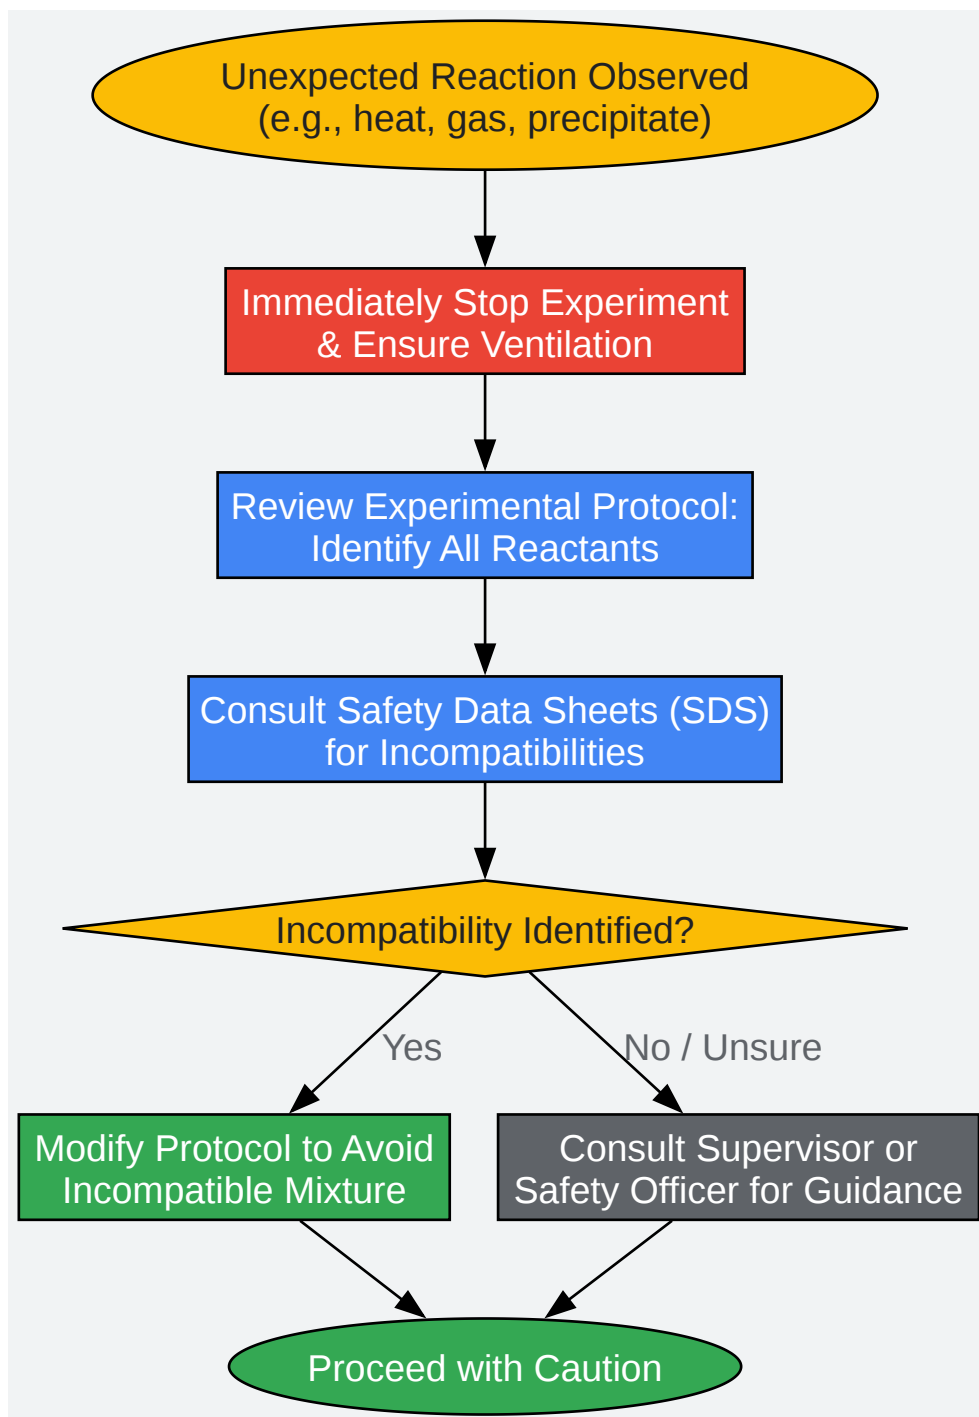 Unexpected Reaction Observed
(e.g., heat, gas, precipitate)
Immediately Stop Experiment
& Ensure Ventilation
Review Experimental Protocol:
Identify All Reactants
Consult Safety Data Sheets (SDS)
for Incompatibilities
Incompatibility Identified?
Yes
No / Unsure
Modify Protocol to Avoid
Incompatible Mixture
Consult Supervisor or
Safety Officer for Guidance
Proceed with Caution